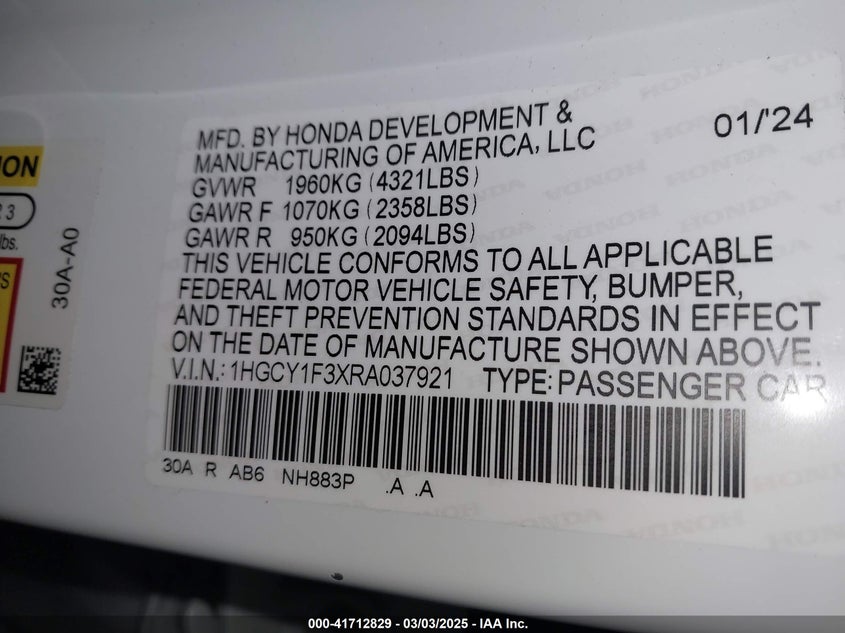 MFD. BY HONDA DEVELOPMENT &
MANUFACTURING OF AMERICA, LLC
01/'24
GVWR 1960KG (4321LBS)
GAWR F 1070KG (2358LBS)
GAWR R 950KG (2094LBS)
THIS VEHICLE CONFORMS TO ALL APPLICABLE
FEDERAL MOTOR VEHICLE SAFETY, BUMPER,
AND THEFT PREVENTION STANDARDS IN EFFECT
ON THE DATE OF MANUFACTURE SHOWN ABOVE.
V.I.N.: 1HGCY1F3XRA037921 TYPE: PASSENGER CAR
30A R AB6 NH883P .A .A
30A-A0
lbs.
HONDA
000-41712829 - 03/03/2025 - IAA Inc.